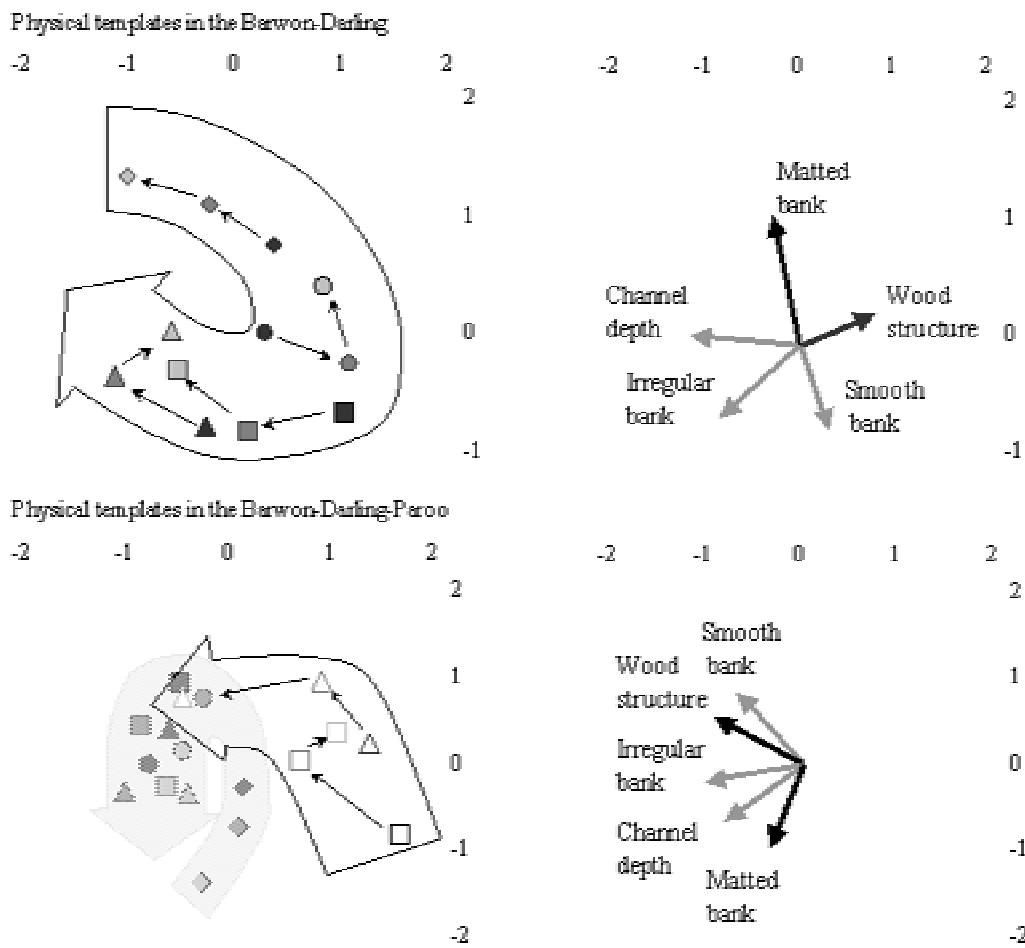 Physical templates in the Barwon-Darling
-2 -1 0 1 2
2
1
0
-1
-2 -1 0 1 2
2
1
0
-1
Matted
bank
Channel
depth
Wood
structure
Irregular
bank
Smooth
bank
Physical templates in the Barwon-Darling-Paroo
-2 -1 0 1 2
2
1
0
-1
-2
-2 -1 0 1 2
2
1
0
-1
-2
Smooth
bank
Wood
structure
Irregular
bank
Channel
depth
Matted
bank